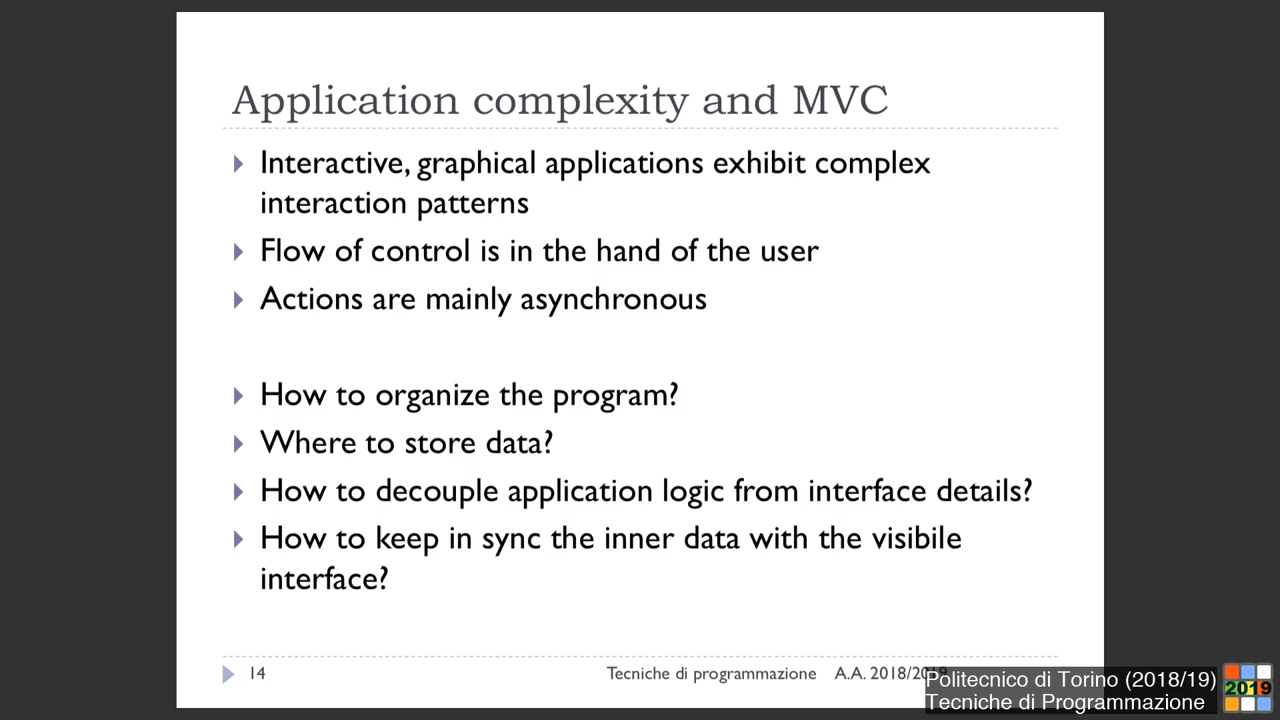 Application complexity and MVC
Interactive, graphical applications exhibit complex
interaction patterns
Flow of control is in the hand of the user
Actions are mainly asynchronous
How to organize the program?
Where to store data?
How to decouple application logic from interface details?
How to keep in sync the inner data with the visibile
interface?
14
Tecniche di programmazione A.A. 2018/2019
Politecnico di Torino (2018/19)
Tecniche di Programmazione
2019